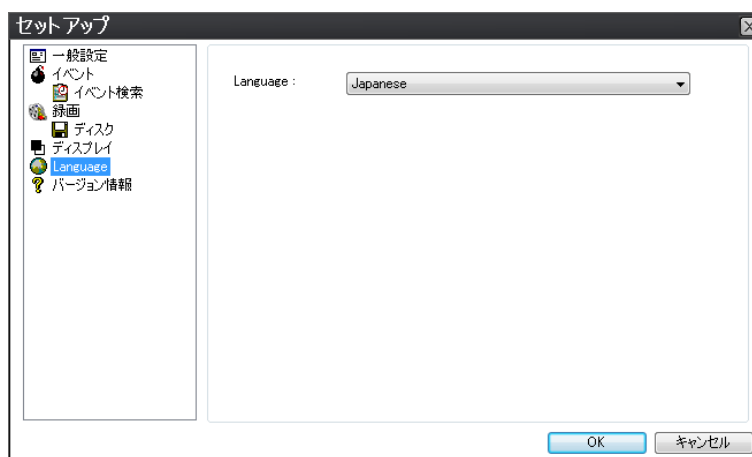 セットアップ
一般設定
イベント
イベント検索
録画
ディスク
ディスプレイ
Language
バージョン情報
Language :
Japanese
OK
キャンセル